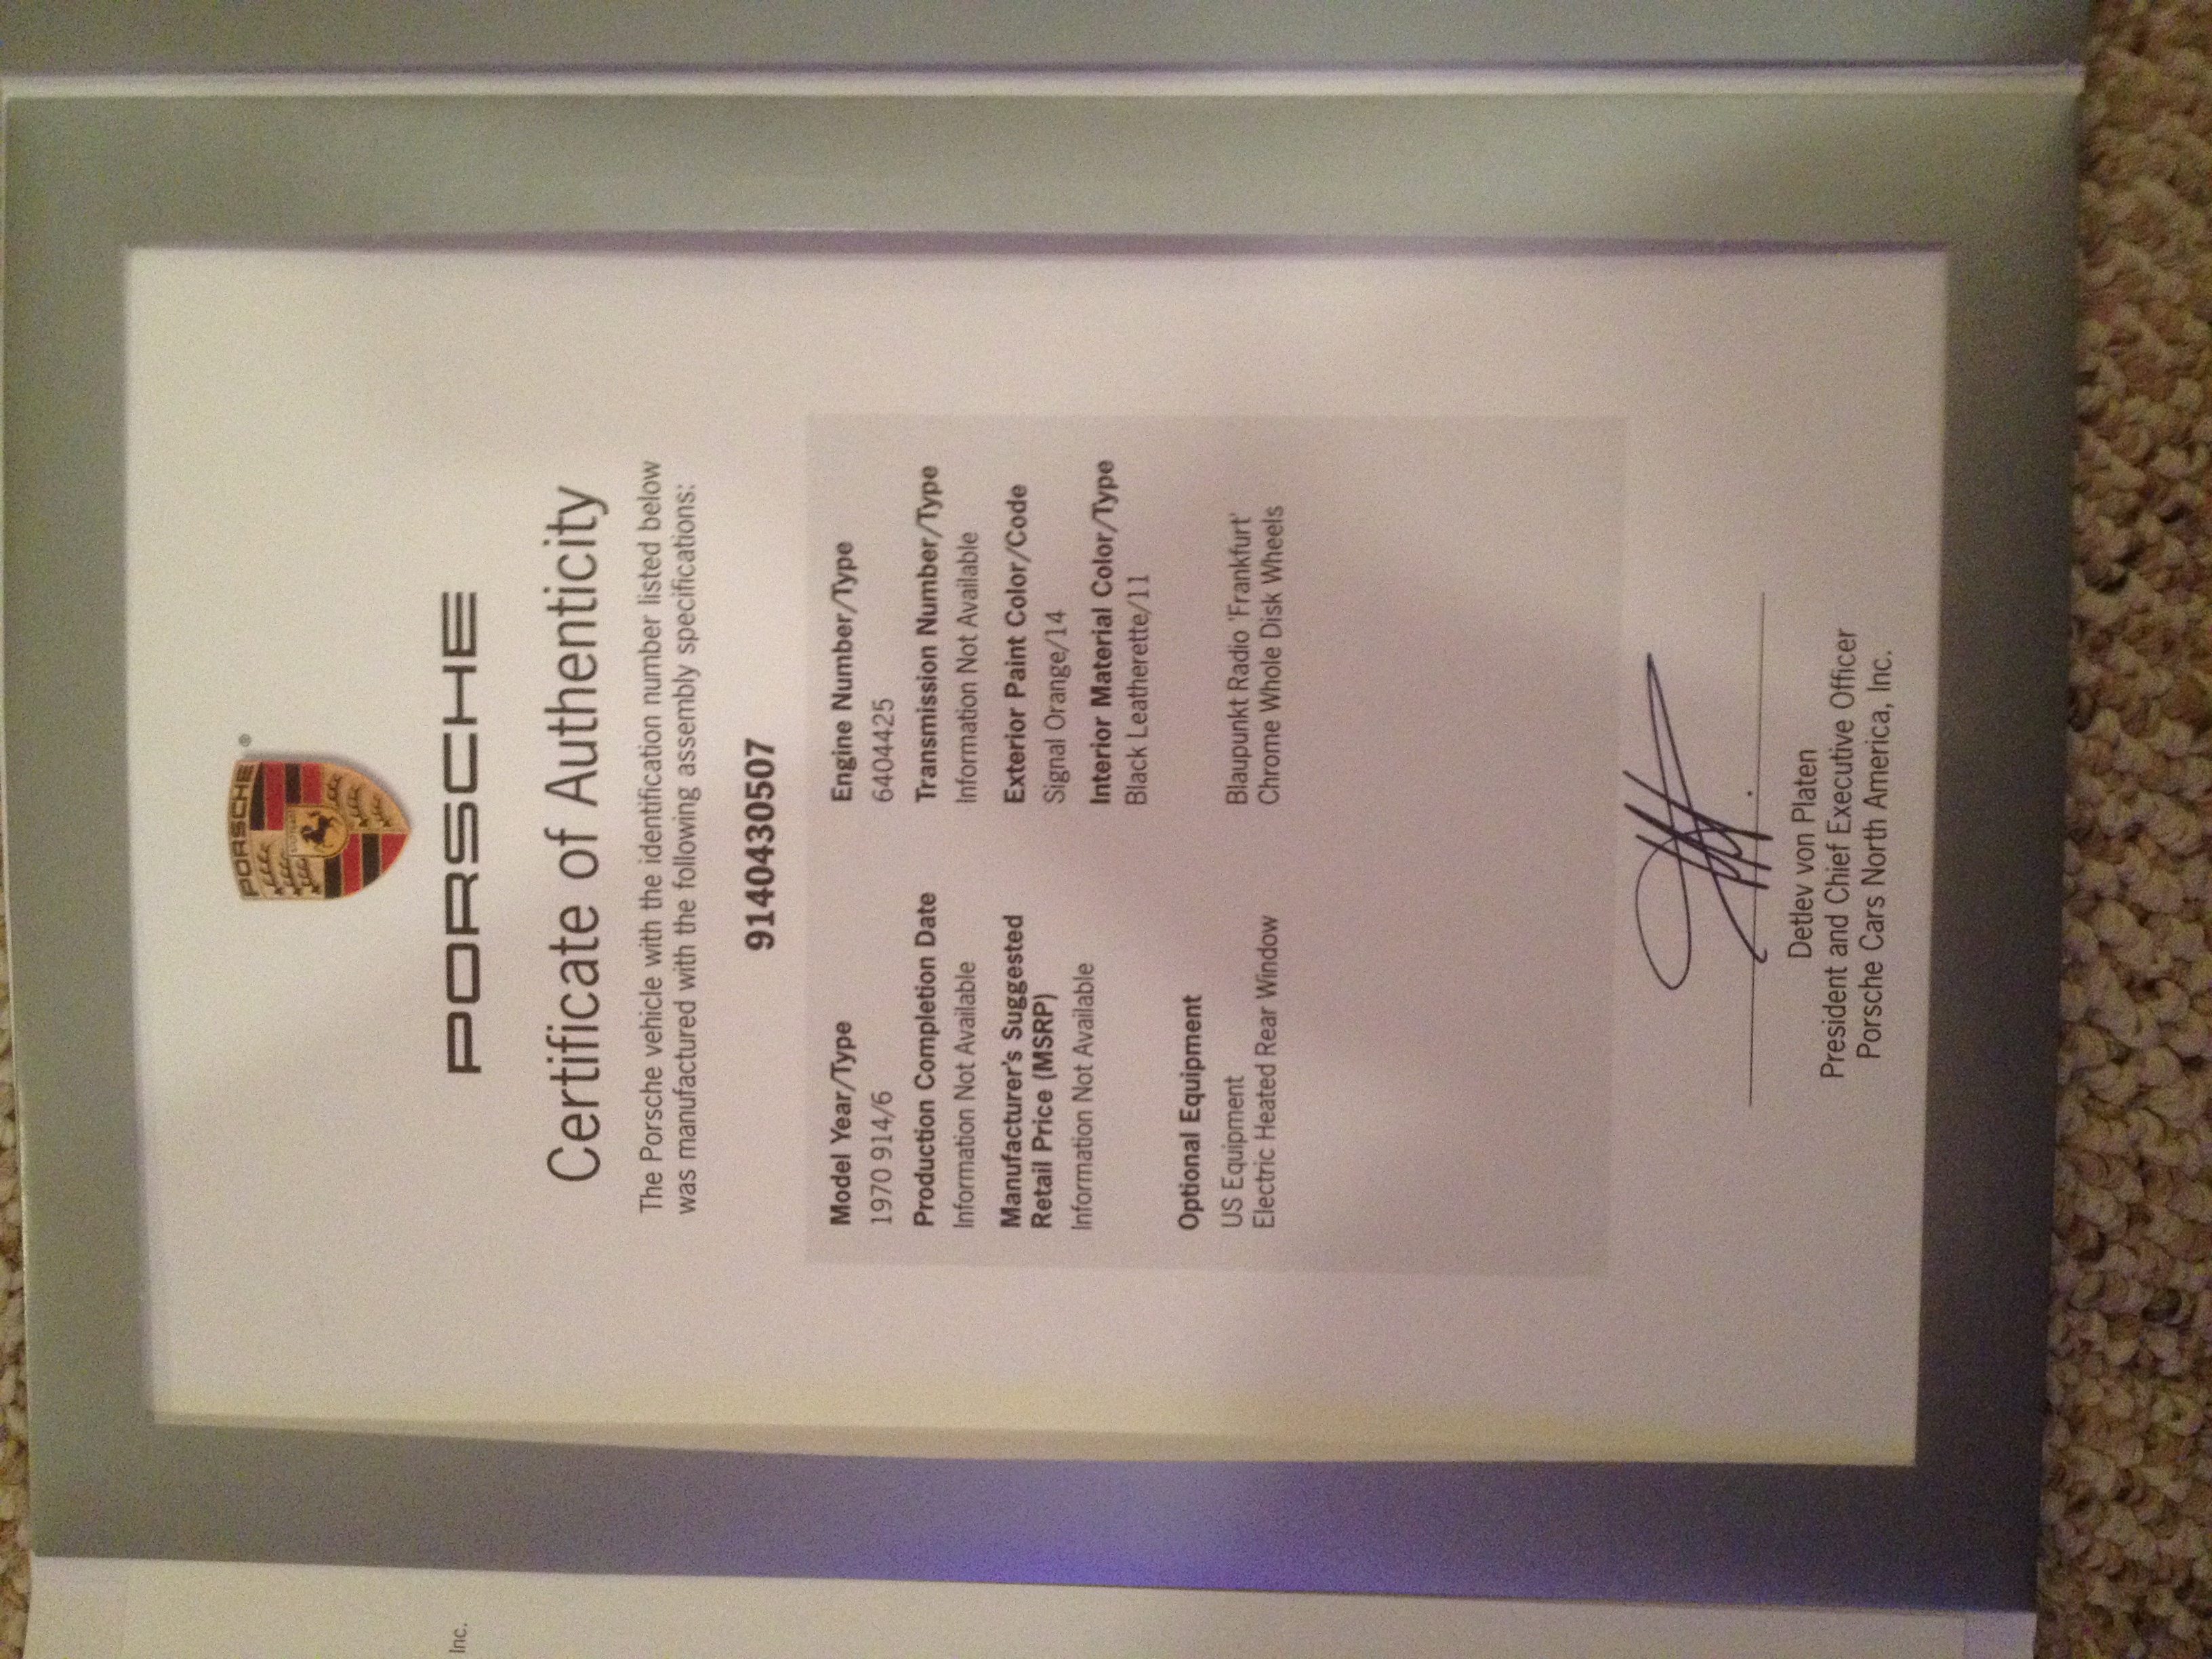 PORSCHE
®
PORSCHE
Certificate of Authenticity
The Porsche vehicle with the identification number listed below
was manufactured with the following assembly specifications:
9140430507
Model Year/Type
1970 914/6
Production Completion Date
Information Not Available
Manufacturer's Suggested
Retail Price (MSRP)
Information Not Available
Engine Number/Type
6404425
Transmission Number/Type
Information Not Available
Exterior Paint Color/Code
Signal Orange/14
Interior Material Color/Type
Black Leatherette/11
Optional Equipment
US Equipment
Electric Heated Rear Window
Blaupunkt Radio 'Frankfurt'
Chrome Whole Disk Wheels
Detlev von Platen
President and Chief Executive Officer
Porsche Cars North America, Inc.
Inc.